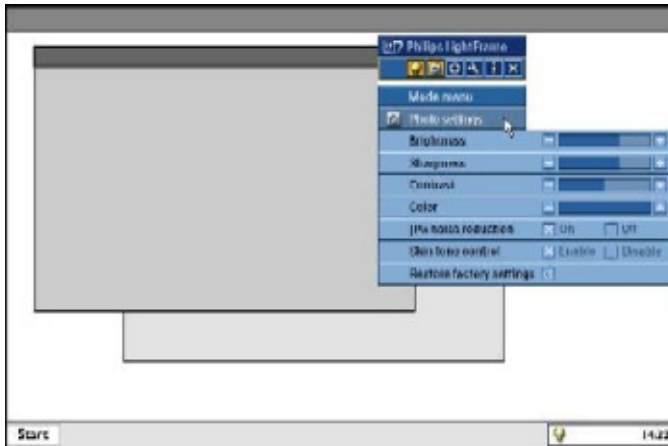 Philips LightFrame
Mode menu
Photo settings
Brightness
Sharpness
Contrast
Color
JPG noise reduction On Off
Skin tone control Enable Disable
Restore factory settings
Start